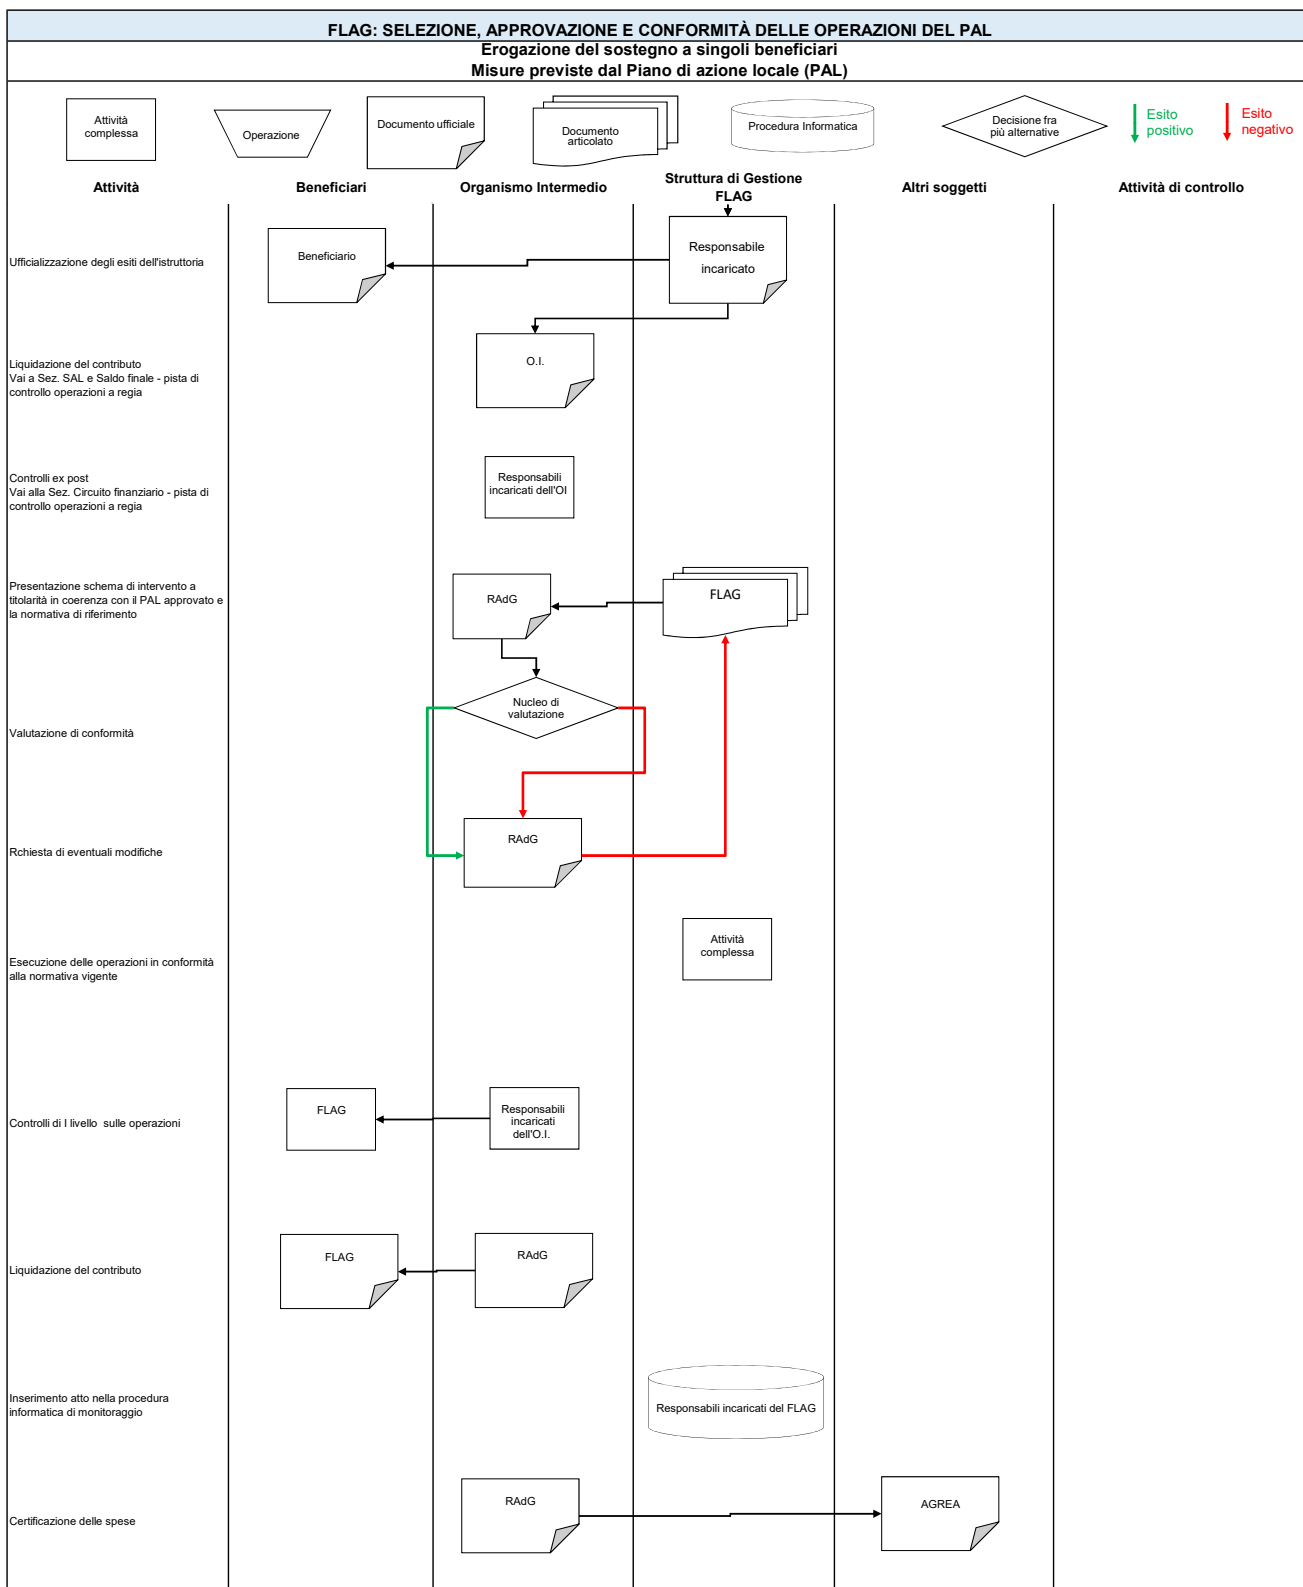 FLAG: SELEZIONE, APPROVAZIONE E CONFORMITÀ DELLE OPERAZIONI DEL PAL
Erogazione del sostegno a singoli beneficiari
Misure previste dal Piano di azione locale (PAL)
Attività
complessa
Operazione
Documento ufficiale
Documento
articolato
Procedura Informatica
Decisione fra
più alternative
Esito
positivo
Esito
negativo
Attività
Beneficiari
Organismo Intermedio
Struttura di Gestione
FLAG
Altri soggetti
Attività di controllo
Ufficializzazione degli esiti dell'istruttoria
Beneficiario
Responsabile
incaricato
Liquidazione del contributo
Vai a Sez. SAL e Saldo finale - pista di
controllo operazioni a regia
O.I.
Controlli ex post
Vai alla Sez. Circuito finanziario - pista di
controllo operazioni a regia
Responsabili
incaricati dell'OI
Presentazione schema di intervento a
titolarità in coerenza con il PAL approvato e
la normativa di riferimento
RAdG
FLAG
Valutazione di conformità
Nucleo di
valutazione
Rchiesta di eventuali modifiche
RAdG
Esecuzione delle operazioni in conformità
alla normativa vigente
Attività
complessa
Controlli di I livello  sulle operazioni
FLAG
Responsabili
incaricati
dell'O.I.
Liquidazione del contributo
FLAG
RAdG
Inserimento atto nella procedura
informatica di monitoraggio
Responsabili incaricati del FLAG
Certificazione delle spese
RAdG
AGREA